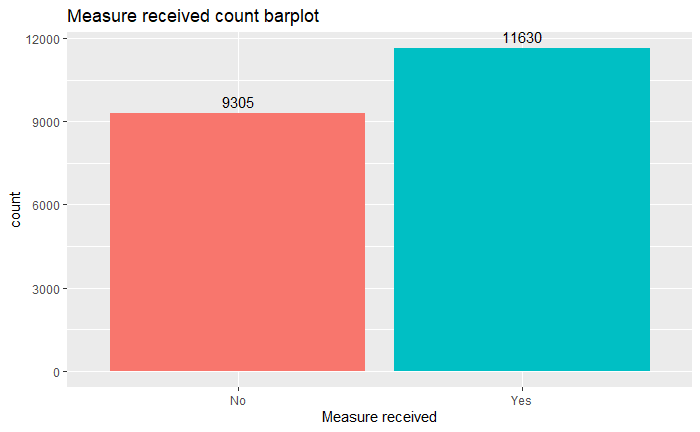 Measure received count barplot
12000
11630
9305
9000
count
6000
3000
0
No Yes
Measure received